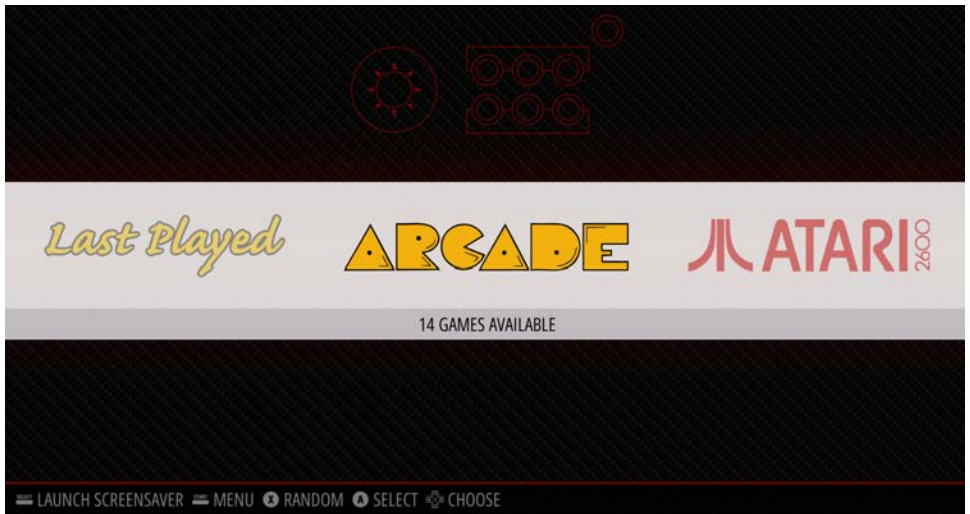 Last Played
ARCADE
ATARI 2600
14 GAMES AVAILABLE
SELECT LAUNCH SCREENSAVER START MENU X RANDOM A SELECT CHOOSE